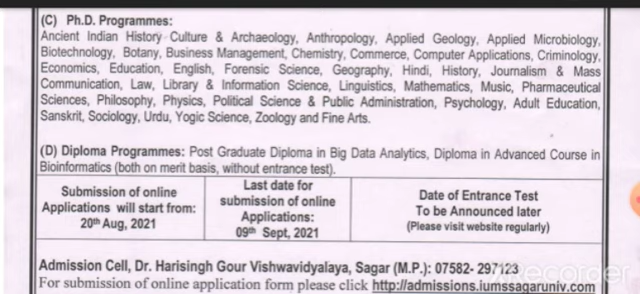 (C) Ph.D. Programmes:
Ancient Indian History Culture & Archaeology, Anthropology, Applied Geology, Applied Microbiology,
Biotechnology, Botany, Business Management, Chemistry, Commerce, Computer Applications, Criminology,
Economics, Education, English, Forensic Science, Geography, Hindi, History, Journalism & Mass
Communication, Law, Library & Information Science, Linguistics, Mathematics, Music, Pharmaceutical
Sciences, Philosophy, Physics, Political Science & Public Administration, Psychology, Adult Education,
Sanskrit, Sociology, Urdu, Yogic Science, Zoology and Fine Arts.
(D) Diploma Programmes: Post Graduate Diploma in Big Data Analytics, Diploma in Advanced Course in
Bioinformatics (both on merit basis, without entrance test).
Submission of online
Applications will start from:
20th Aug, 2021
Last date for
submission of online
Applications:
09th Sept, 2021
Date of Entrance Test
To be Announced later
(Please visit website regularly)
Admission Cell, Dr. Harisingh Gour Vishwavidyalaya, Sagar (M.P.): 07582- 297123
XRecorder
For submission of online application form please click http://admissions.iumssagaruniv.com